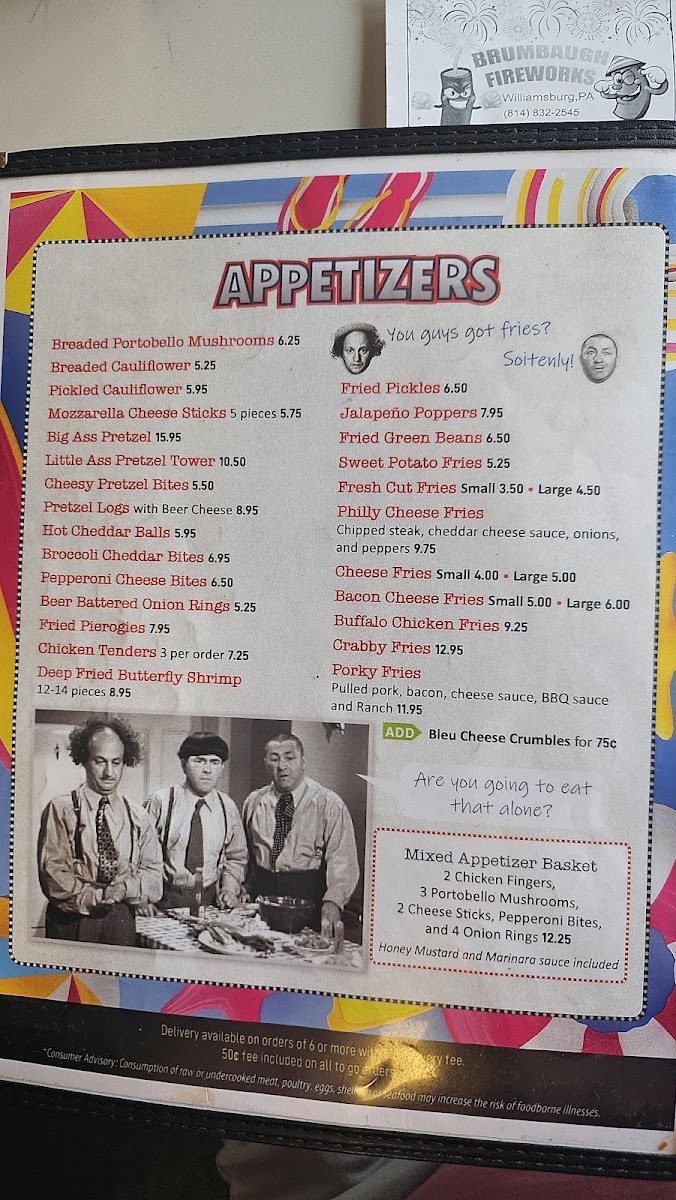 BRUMBAUGH
FIREWORKS
Williamsburg,PA
(814) 832-2545
APPETIZERS
Breaded Portobello Mushrooms 6.25
Breaded Cauliflower 5.25
Pickled Cauliflower 5.95
Mozzarella Cheese Sticks 5 pieces 5.75
Big Ass Pretzel 15.95
Little Ass Pretzel Tower 10.50
Cheesy Pretzel Bites 5.50
Pretzel Logs with Beer Cheese 8.95
Hot Cheddar Balls 5.95
Broccoli Cheddar Bites 6.95
Pepperoni Cheese Bites 6.50
Beer Battered Onion Rings 5.25
Fried Pierogies 7.95
Chicken Tenders 3 per order 7.25
Deep Fried Butterfly Shrimp
12-14 pieces 8.95
You guys got fries?
Soitenly!
Fried Pickles 6.50
Jalapeño Poppers 7.95
Fried Green Beans 6.50
Sweet Potato Fries 5.25
Fresh Cut Fries Small 3.50 • Large 4.50
Philly Cheese Fries
Chipped steak, cheddar cheese sauce, onions,
and peppers 9.75
Cheese Fries Small 4.00 • Large 5.00
Bacon Cheese Fries Small 5.00 • Large 6.00
Buffalo Chicken Fries 9.25
Crabby Fries 12.95
Porky Fries
Pulled pork, bacon, cheese sauce, BBQ sauce
and Ranch 11.95
ADD Bleu Cheese Crumbles for 75¢
Are you going to eat
that alone?
Mixed Appetizer Basket
2 Chicken Fingers,
3 Portobello Mushrooms,
2 Cheese Sticks, Pepperoni Bites,
and 4 Onion Rings 12.25
Honey Mustard and Marinara sauce included
Delivery available on orders of 6 or more fee.
50¢ fee included on all to go orders
*Consumer Advisory: Consumption of raw or undercooked meat, poultry, eggs, seafood may increase the risk of foodborne illnesses.